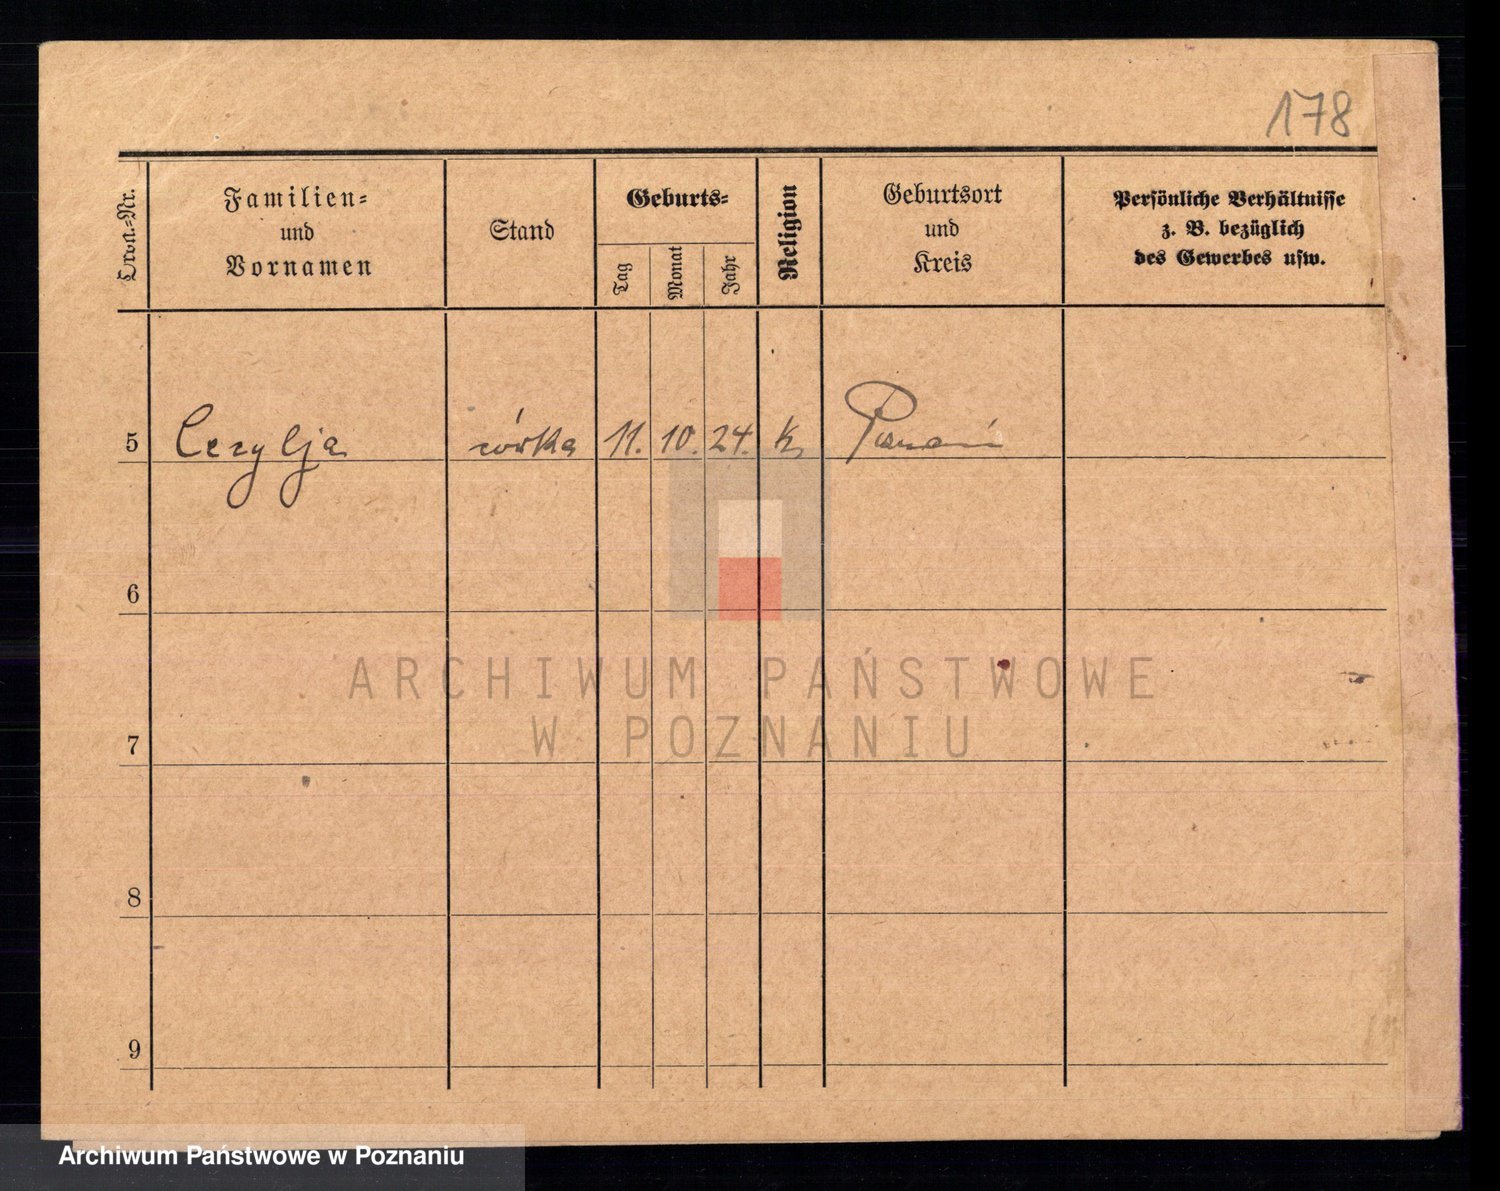 178
Ordn.-Nr.
Familien=
und
Vornamen
Stand
Geburts=
Tag
Monat
Jahr
Religion
Geburtsort
und
Kreis
Persönliche Verhältnisse
z. B. bezüglich
des Gewerbes usw.
5 Cezylja córka 11. 10. 24. k. Poznań
6
7
8
9
ARCHIWUM PAŃSTWOWE
W POZNANIU
Archiwum Państwowe w Poznaniu